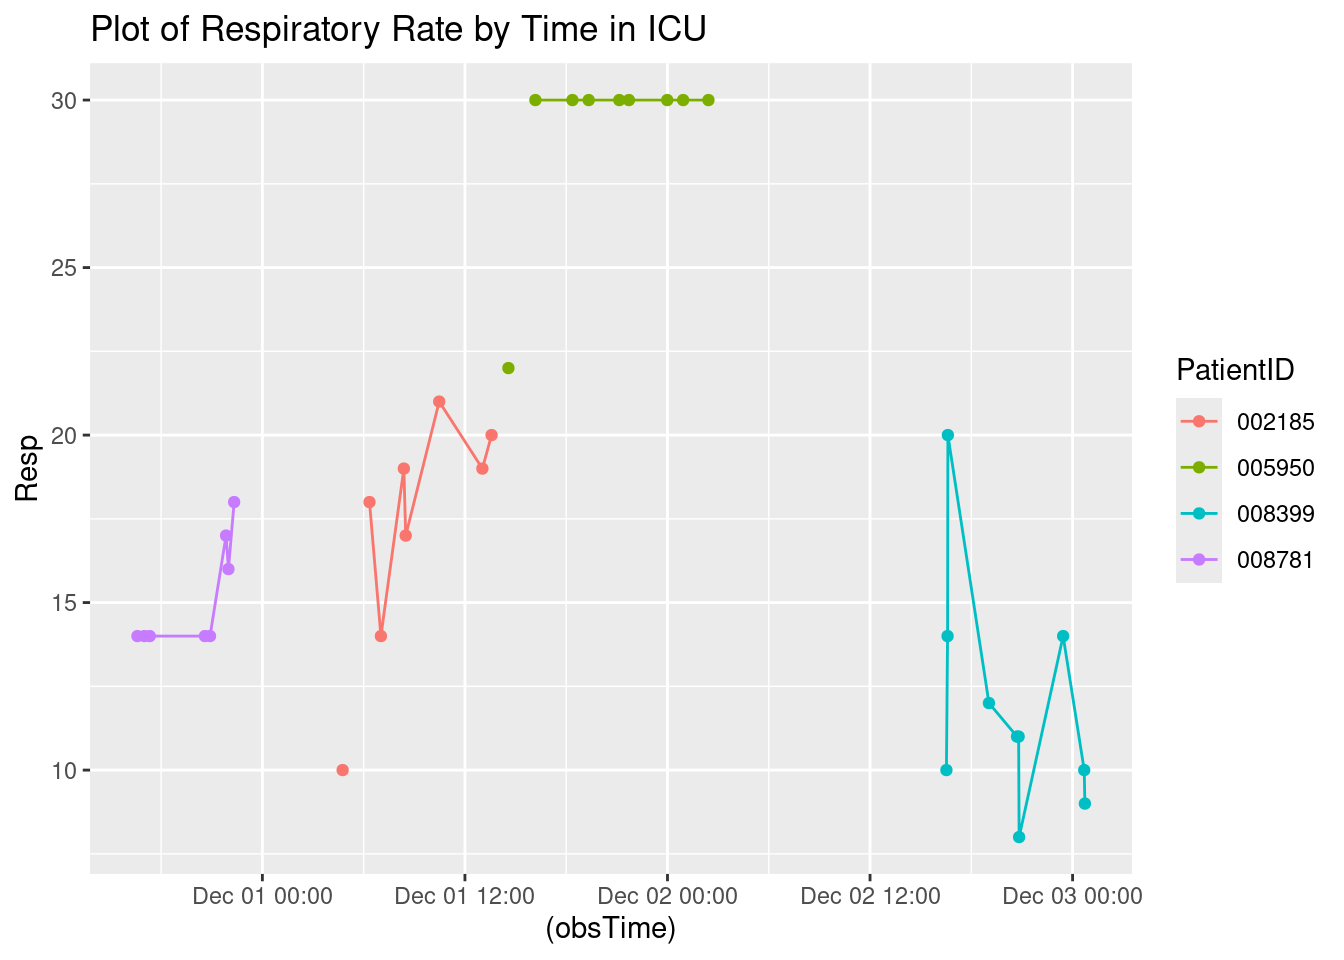 Plot of Respiratory Rate by Time in ICU
30
25
20
15
10
Resp
Dec 01 00:00 Dec 01 12:00 Dec 02 00:00 Dec 02 12:00 Dec 03 00:00
(obsTime)
PatientID
002185
005950
008399
008781